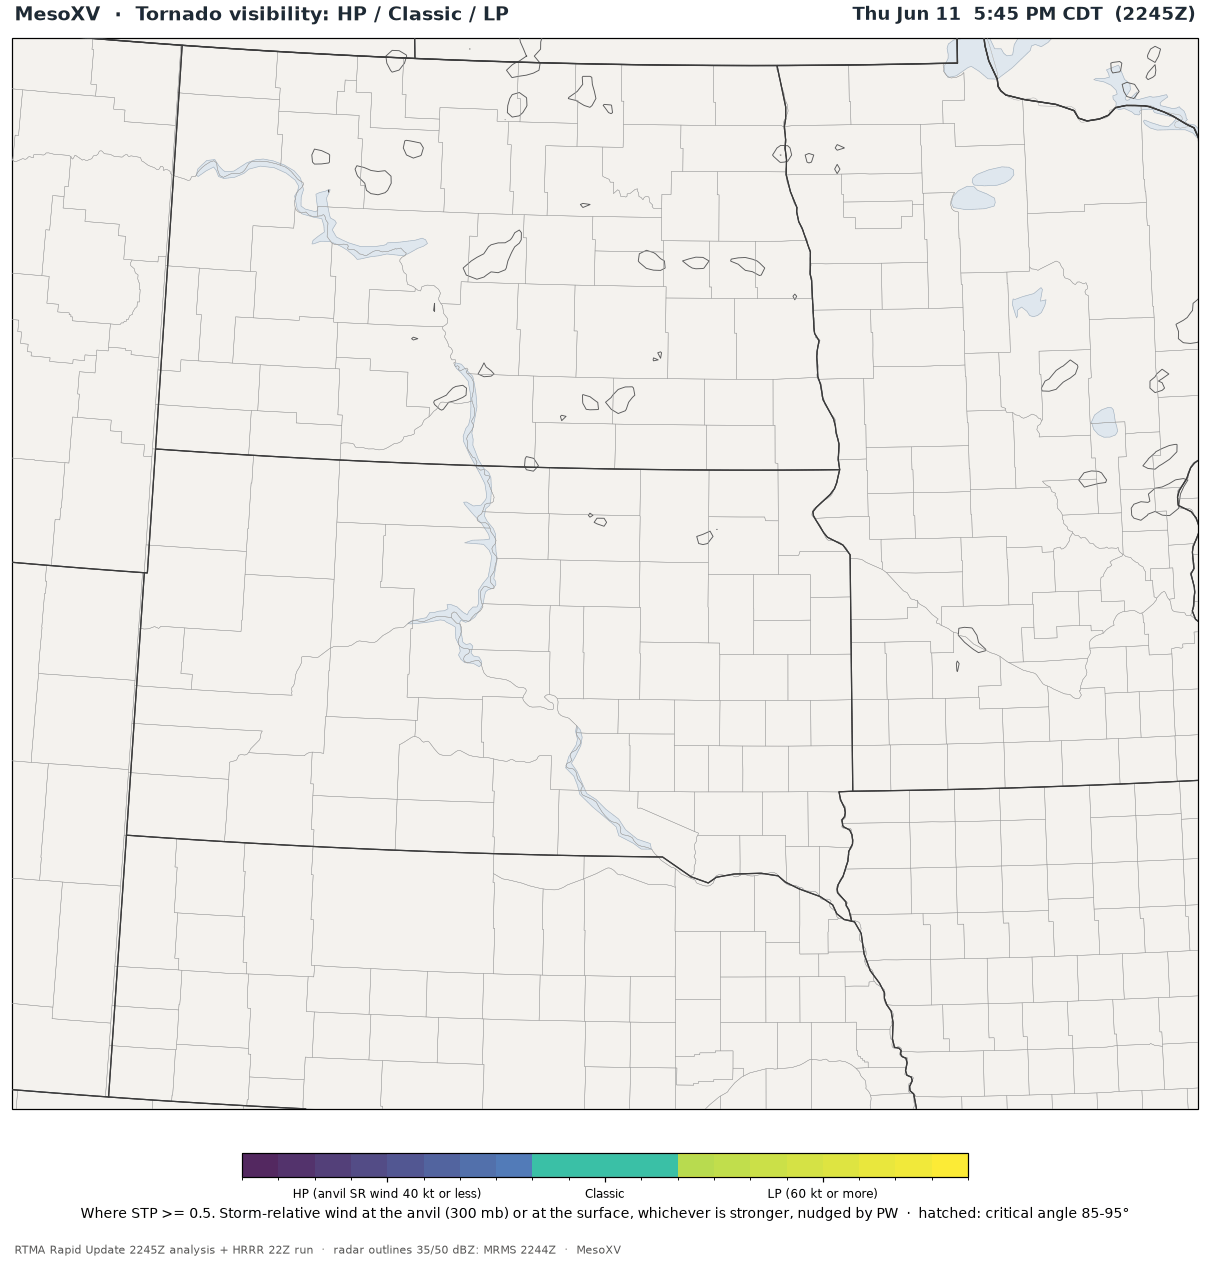 MesoXV · Tornado visibility: HP / Classic / LP
Thu Jun 11 5:45 PM CDT (2245Z)
HP (anvil SR wind 40 kt or less)
Classic
LP (60 kt or more)
Where STP >= 0.5. Storm-relative wind at the anvil (300 mb) or at the surface, whichever is stronger, nudged by PW · hatched: critical angle 85-95°
RTMA Rapid Update 2245Z analysis + HRRR 22Z run · radar outlines 35/50 dBZ: MRMS 2244Z · MesoXV